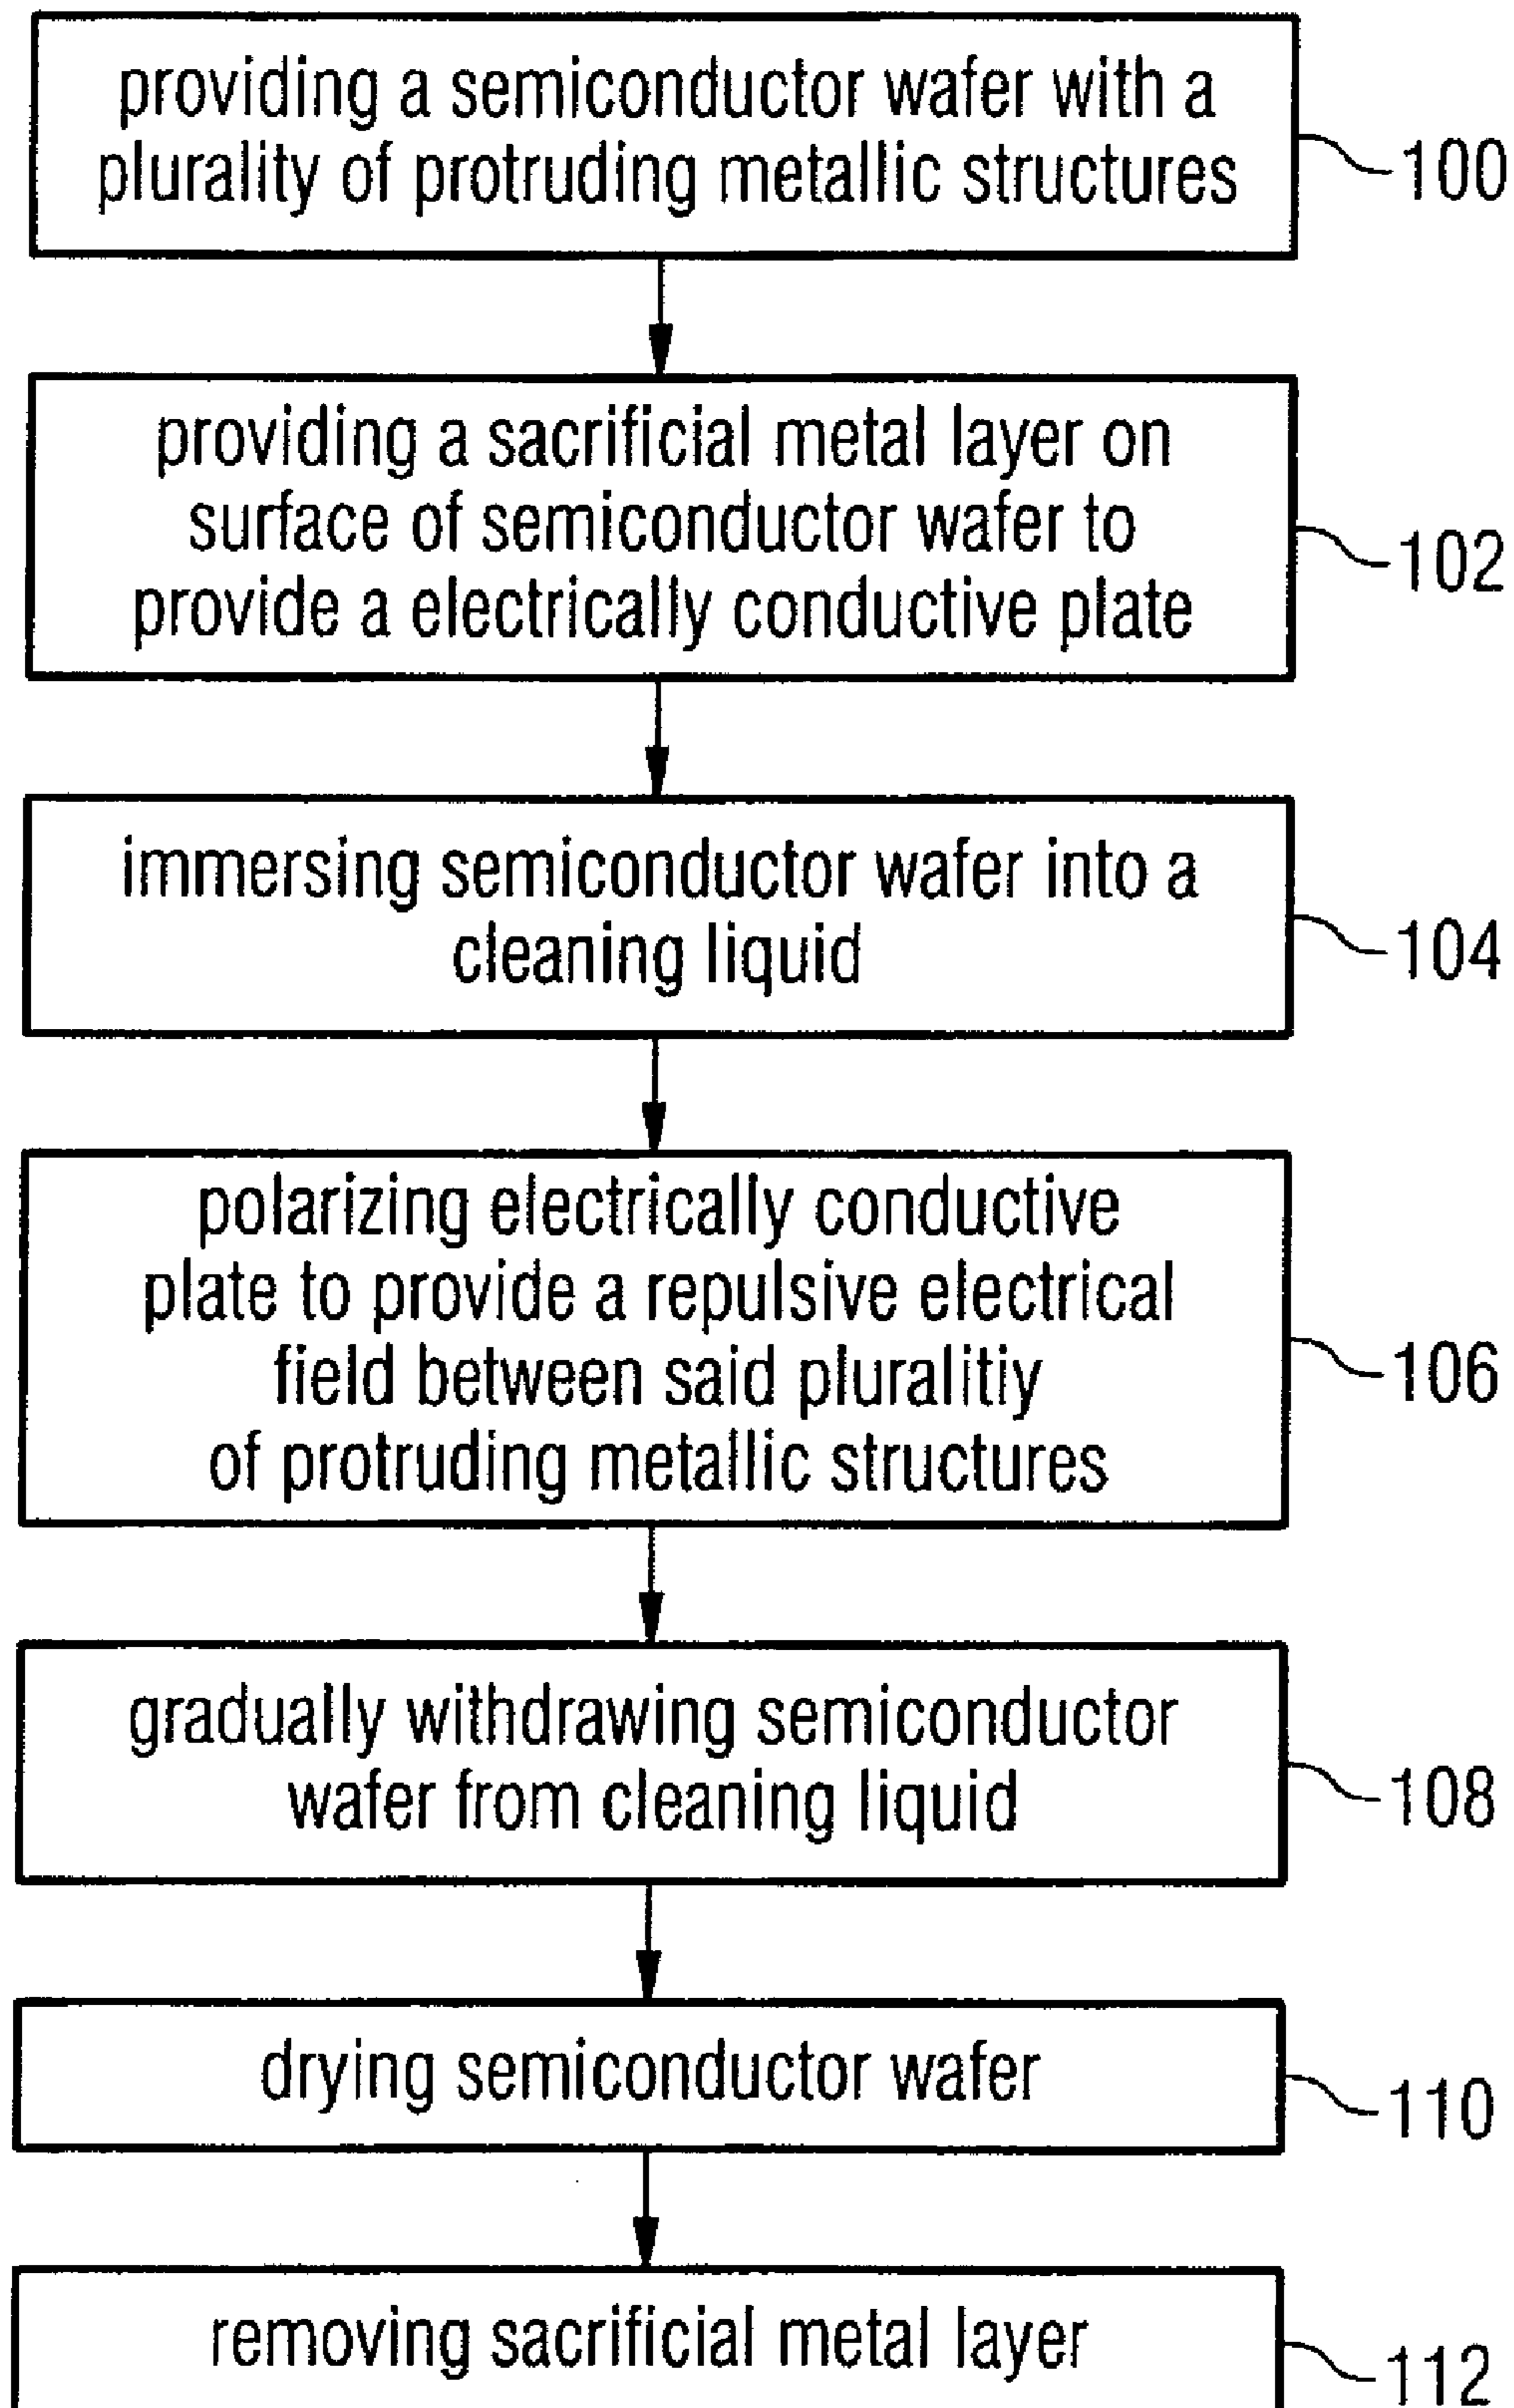 providing a semiconductor wafer with a
plurality of protruding metallic structures
100
providing a sacrificial metal layer on
surface of semiconductor wafer to
provide a electrically conductive plate
102
immersing semiconductor wafer into a
cleaning liquid
104
polarizing electrically conductive
plate to provide a repulsive electrical
field between said pluralitiy
of protruding metallic structures
106
gradually withdrawing semiconductor
wafer from cleaning liquid
108
drying semiconductor wafer
110
removing sacrificial metal layer
112